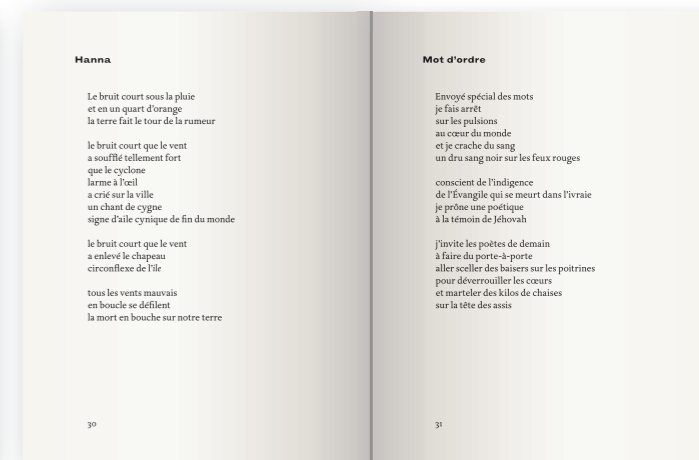 Hanna
Le bruit court sous la pluie
et en un quart d'orange
la terre fait le tour de la rumeur
le bruit court que le vent
a soufflé tellement fort
que le cyclone
larme à l'œil
a crié sur la ville
un chant de cygne
signe d'aile cynique de fin du monde
le bruit court que le vent
a enlevé le chapeau
circonflexe de l'île
tous les vents mauvais
en boucle se défilent
la mort en bouche sur notre terre
30
Mot d'ordre
Envoyé spécial des mots
je fais arrêt
sur les pulsions
au cœur du monde
et je crache du sang
un dru sang noir sur les feux rouges
conscient de l'indigence
de l'Évangile qui se meurt dans l'ivraie
je prône une poétique
à la témoin de Jéhovah
j'invite les poètes de demain
à faire du porte-à-porte
aller sceller des baisers sur les poitrines
pour déverrouiller les cœurs
et marteler des kilos de chaises
sur la tête des assis
31